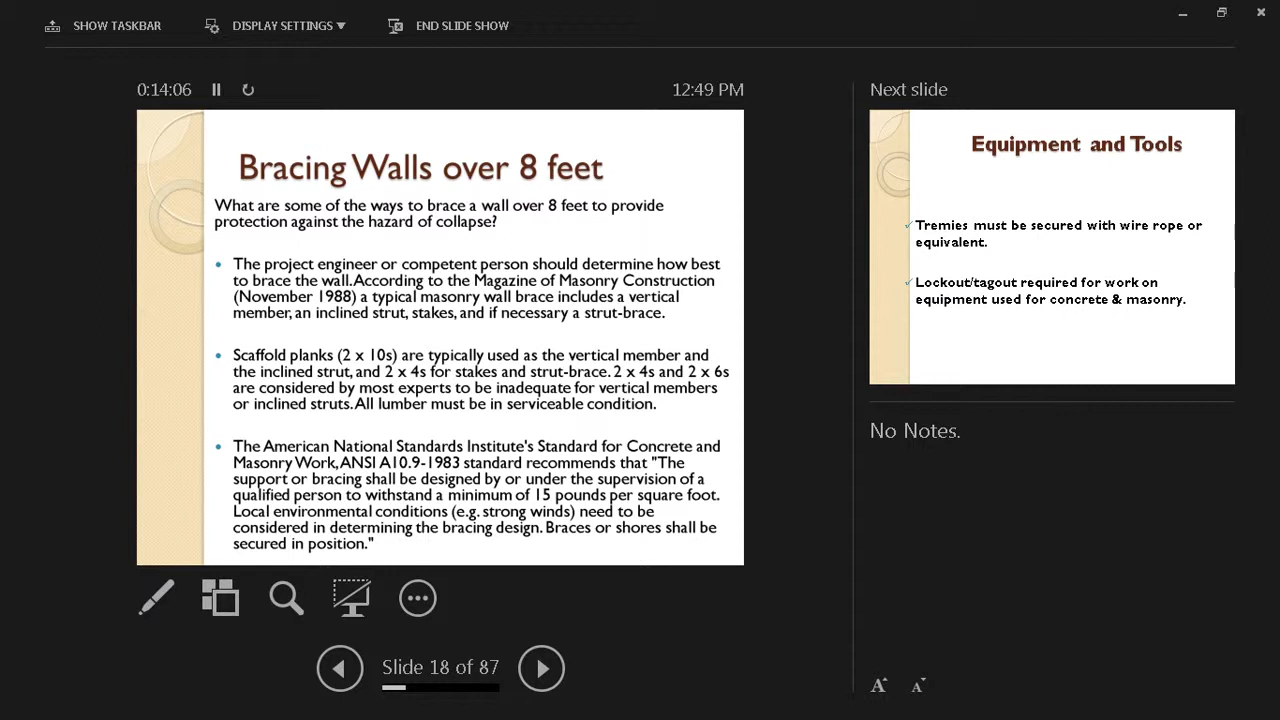 SHOW TASKBAR
DISPLAY SETTINGS
END SLIDE SHOW
0:14:06
12:49 PM
Bracing Walls over 8 feet
What are some of the ways to brace a wall over 8 feet to provide
protection against the hazard of collapse?
The project engineer or competent person should determine how best
to brace the wall. According to the Magazine of Masonry Construction
(November 1988) a typical masonry wall brace includes a vertical
member, an inclined strut, stakes, and if necessary a strut-brace.
Scaffold planks (2 x 10s) are typically used as the vertical member and
the inclined strut, and 2 x 4s for stakes and strut-brace. 2 x 4s and 2 x 6s
are considered by most experts to be inadequate for vertical members
or inclined struts. All lumber must be in serviceable condition.
The American National Standards Institute's Standard for Concrete and
Masonry Work, ANSI A10.9-1983 standard recommends that "The
support or bracing shall be designed by or under the supervision of a
qualified person to withstand a minimum of 15 pounds per square foot.
Local environmental conditions (e.g. strong winds) need to be
considered in determining the bracing design. Braces or shores shall be
secured in position."
Slide 18 of 87
Next slide
Equipment and Tools
Tremies must be secured with wire rope or
equivalent.
Lockout/tagout required for work on
equipment used for concrete & masonry.
No Notes.
A A